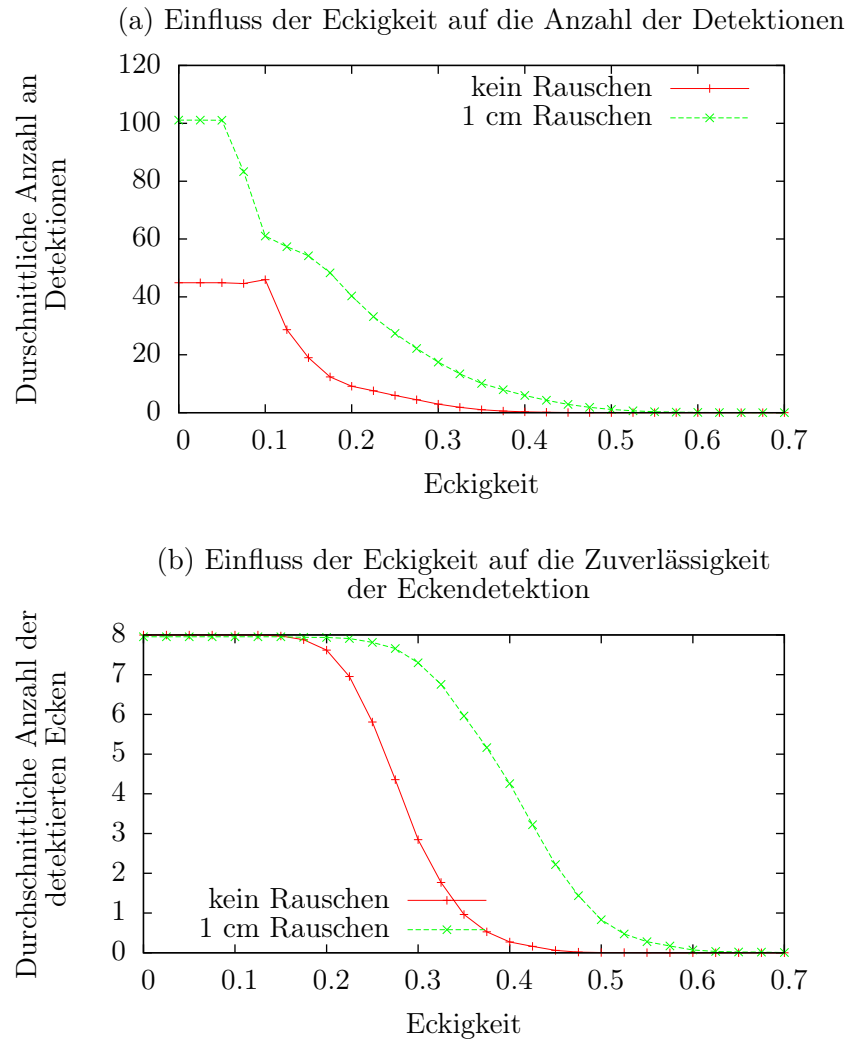 (a) Einfluss der Eckigkeit auf die Anzahl der Detektionen
Durschnittliche Anzahl an
Detektionen
120
100
80
60
40
20
0
kein Rauschen
1 cm Rauschen
0 0.1 0.2 0.3 0.4 0.5 0.6 0.7
Eckigkeit
(b) Einfluss der Eckigkeit auf die Zuverlässigkeit
der Eckendetektion
Durchschnittliche Anzahl der
detektierten Ecken
8
7
6
5
4
3
2
1
0
kein Rauschen
1 cm Rauschen
0 0.1 0.2 0.3 0.4 0.5 0.6 0.7
Eckigkeit